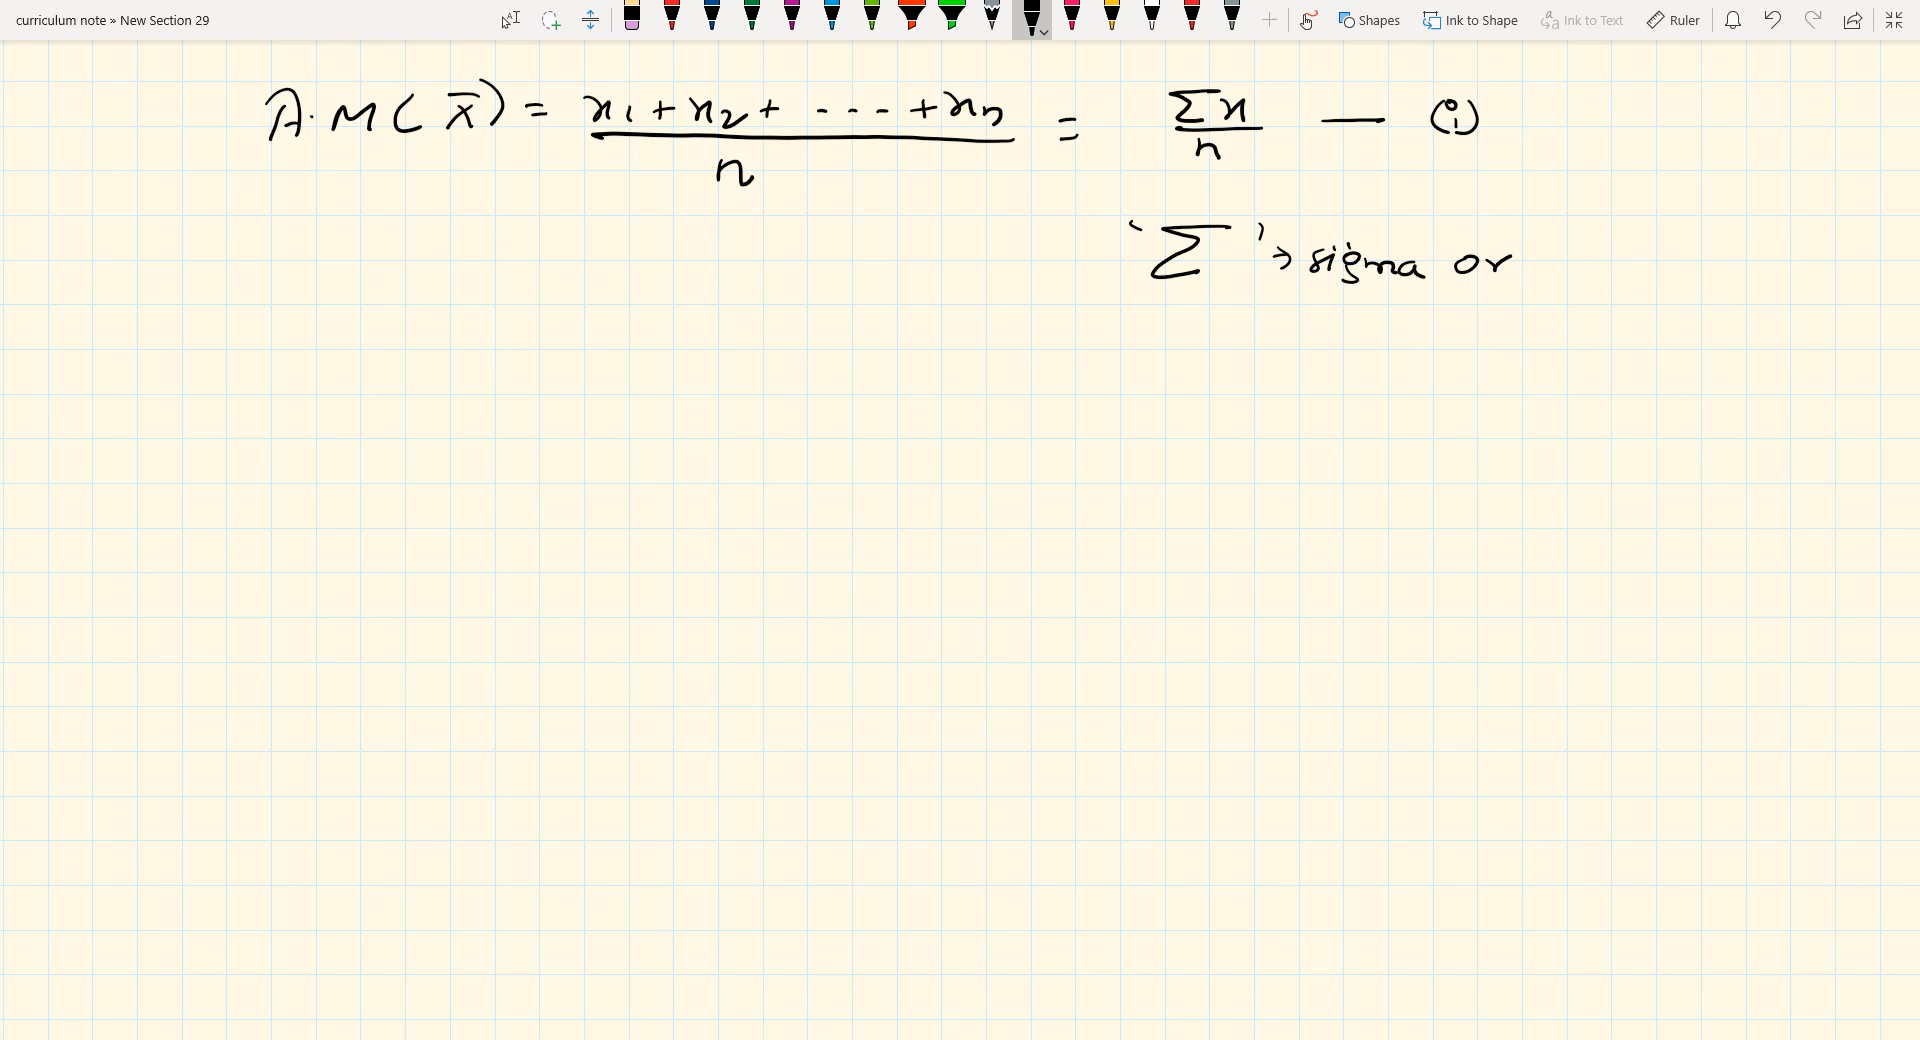 curriculum note » New Section 29
Shapes Ink to Shape Ink to Text Ruler
A.M ( x̄ ) = x₁ + x₂ + ---- + xₙ / n = Σx / n — (i)
‘ Σ ’ → sigma or